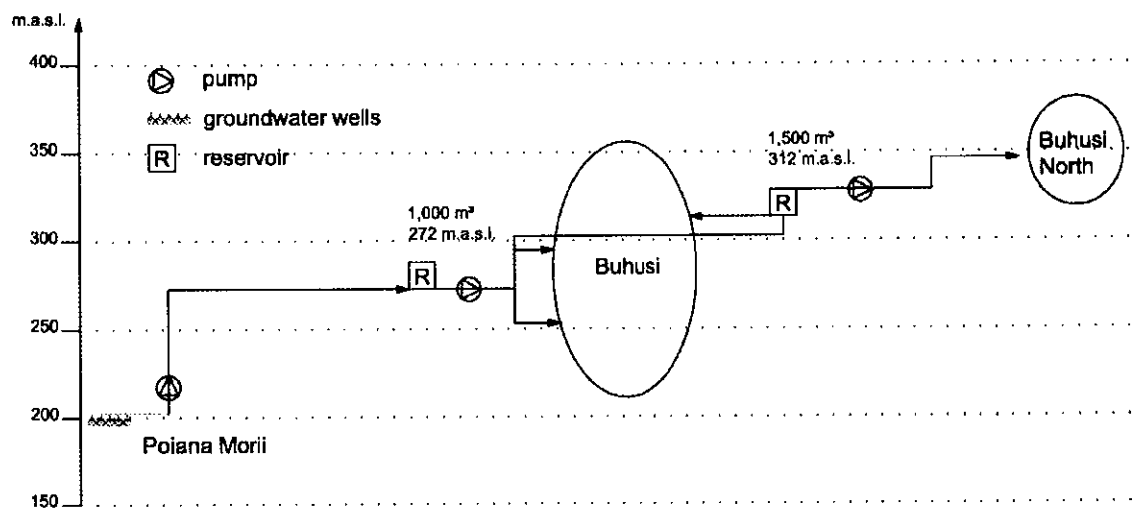 m.a.s.l.
400
350
300
250
200
150
pump
groundwater wells
R reservoir
1,000 m³
272 m.a.s.l.
R
1,500 m³
312 m.a.s.l.
R
Buhusi
Buhusi
North
Poiana Morii